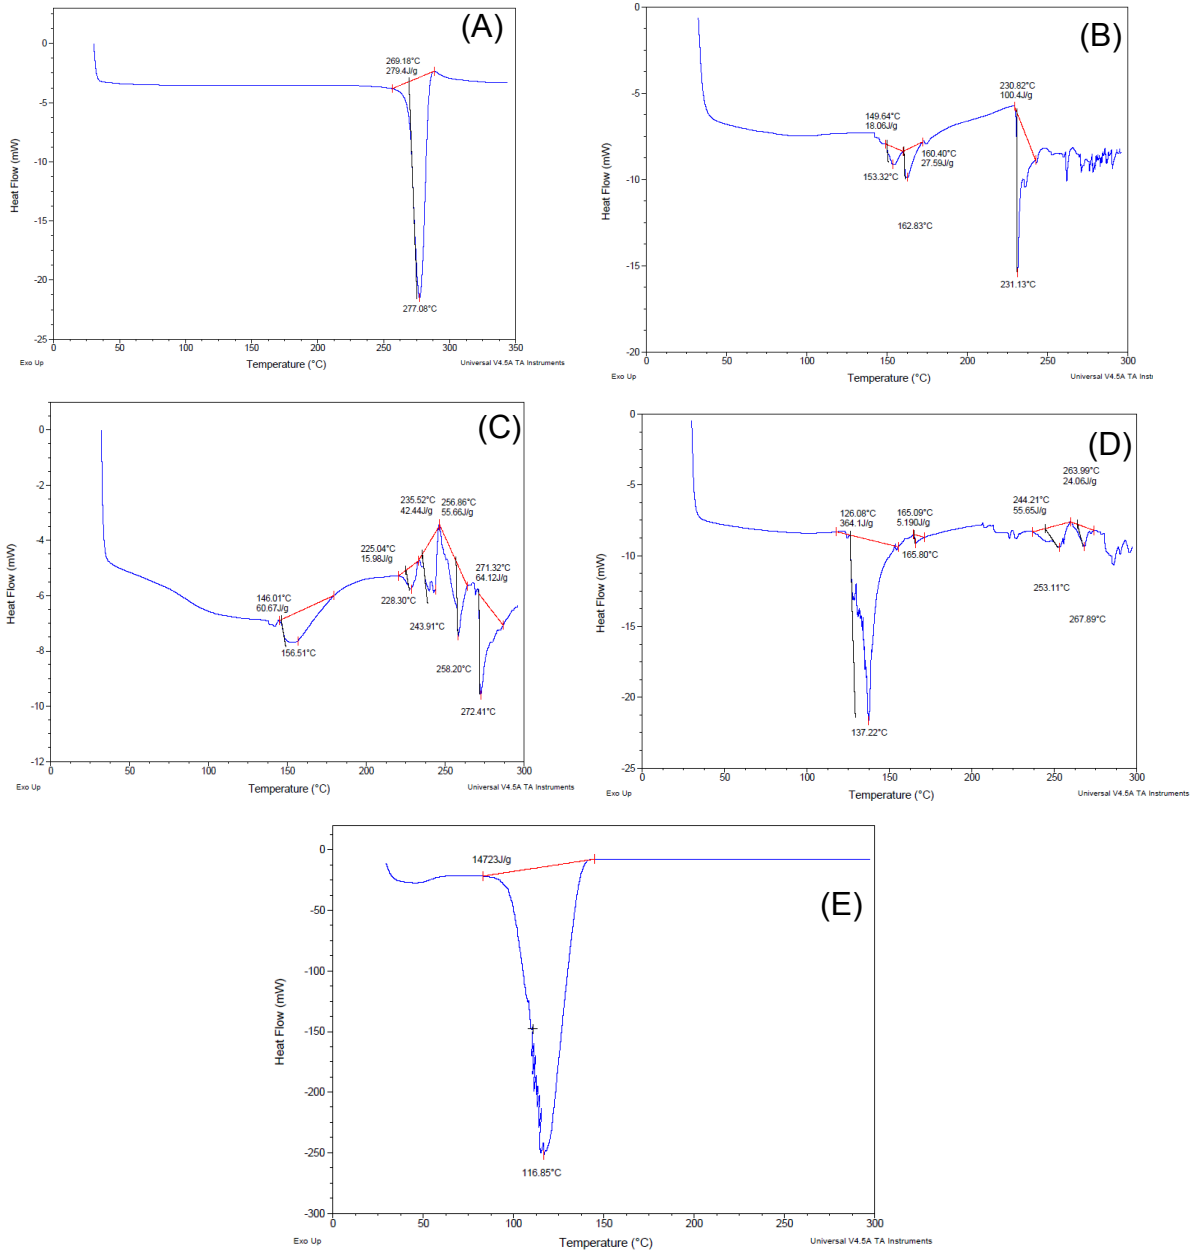 (A)
0
-5
-10
-15
-20
-25
Heat Flow (mW)
269.18°C
279.4J/g
277.08°C
0
50
100
150
200
250
300
350
Exo Up
Temperature (°C)
Universal V4.5A TA Instruments
(B)
0
-5
-10
-15
-20
Heat Flow (mW)
149.64°C
18.06J/g
153.32°C
160.40°C
27.59J/g
162.83°C
230.82°C
100.4J/g
231.13°C
0
50
100
150
200
250
300
Exo Up
Temperature (°C)
Universal V4.5A TA Instr
(C)
0
-2
-4
-6
-8
-10
-12
Heat Flow (mW)
146.01°C
60.67J/g
156.51°C
225.04°C
15.98J/g
228.30°C
235.52°C
42.44J/g
243.91°C
256.86°C
55.66J/g
258.20°C
271.32°C
64.12J/g
272.41°C
0
50
100
150
200
250
300
Exo Up
Temperature (°C)
Universal V4.5A TA Instruments
(D)
0
-5
-10
-15
-20
-25
Heat Flow (mW)
126.08°C
364.1J/g
137.22°C
165.09°C
5.190J/g
165.80°C
244.21°C
55.65J/g
253.11°C
263.99°C
24.06J/g
267.89°C
0
50
100
150
200
250
300
Exo Up
Temperature (°C)
Universal V4.5A TA Instruments
(E)
0
-50
-100
-150
-200
-250
-300
Heat Flow (mW)
14723J/g
116.85°C
0
50
100
150
200
250
300
Exo Up
Temperature (°C)
Universal V4.5A TA Instruments